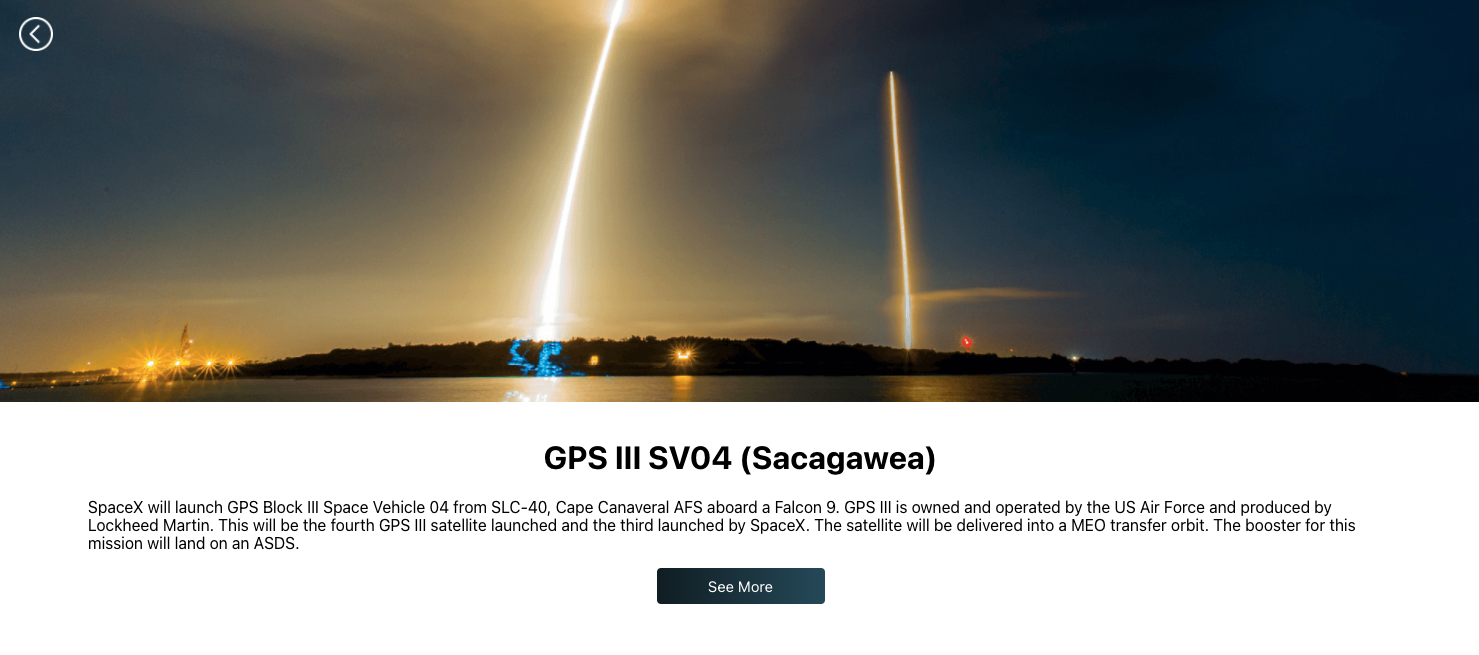 GPS III SV04 (Sacagawea)
SpaceX will launch GPS Block III Space Vehicle 04 from SLC-40, Cape Canaveral AFS aboard a Falcon 9. GPS III is owned and operated by the US Air Force and produced by
Lockheed Martin. This will be the fourth GPS III satellite launched and the third launched by SpaceX. The satellite will be delivered into a MEO transfer orbit. The booster for this
mission will land on an ASDS.
See More